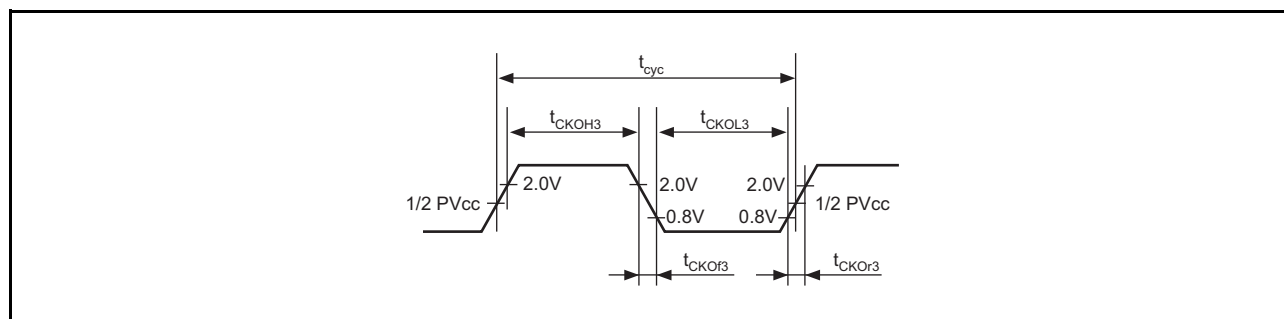 tcyc
tCKOH3 tCKOL3
2.0V 2.0V 2.0V
1/2 PVcc 1/2 PVcc
0.8V 0.8V
tCKOf3 tCKOr3